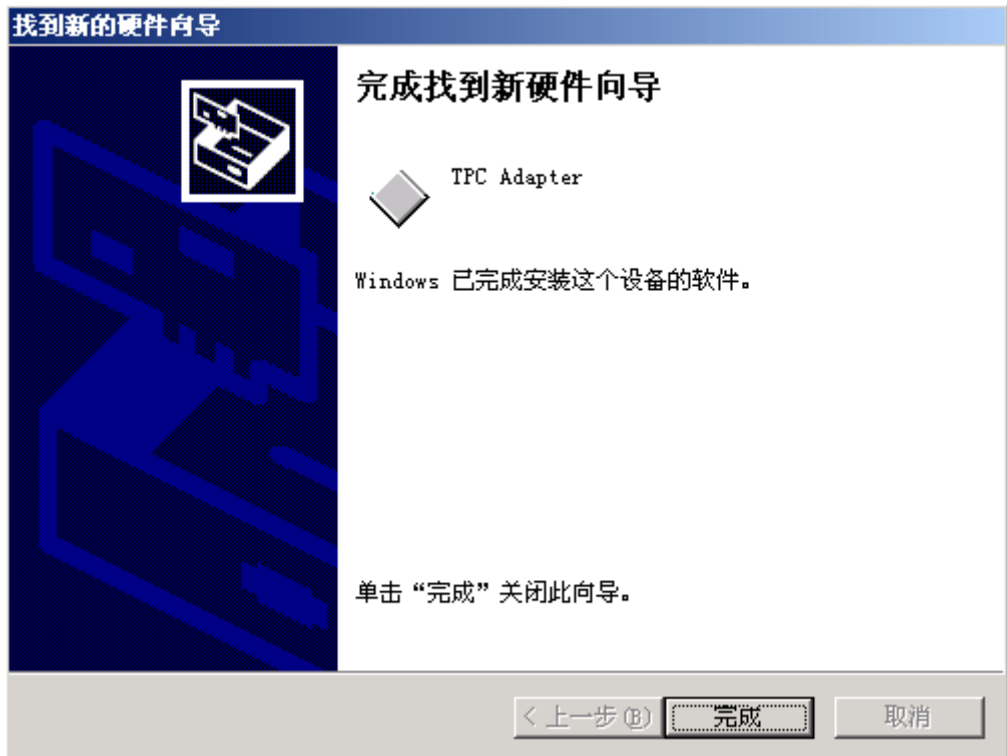 找到新的硬件向导
完成找到新硬件向导
TPC Adapter
Windows 已完成安装这个设备的软件。
单击“完成”关闭此向导。
< 上一步(B)
完成
取消